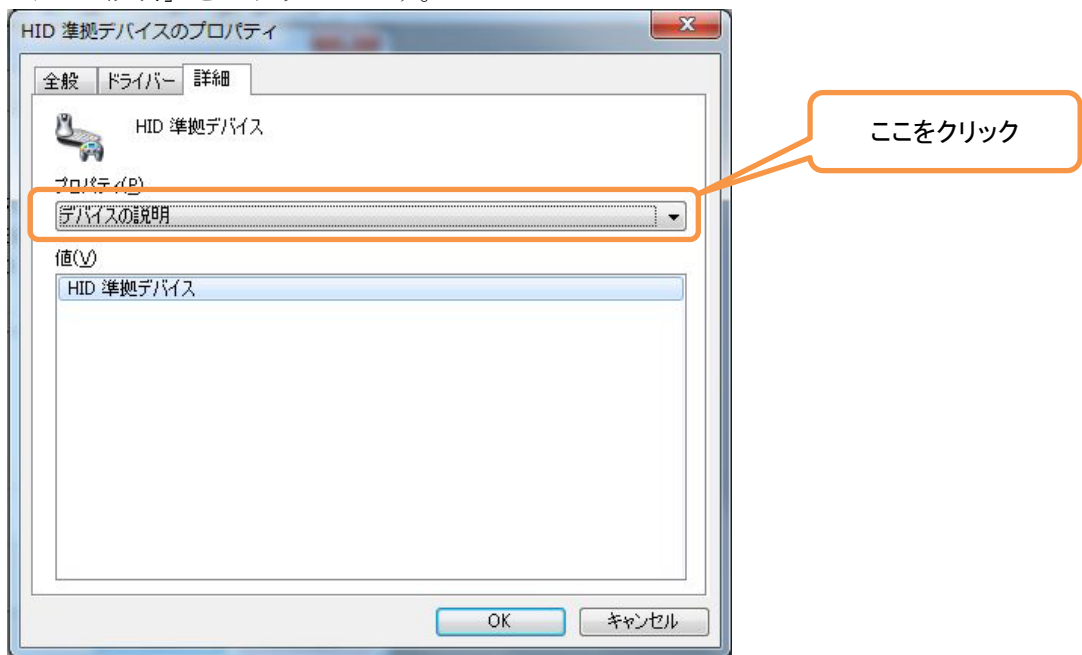 HID 準拠デバイスのプロパティ
全般 ドライバー 詳細
HID 準拠デバイス
ここをクリック
プロパティ(P)
デバイスの説明
値(V)
HID 準拠デバイス
OK キャンセル